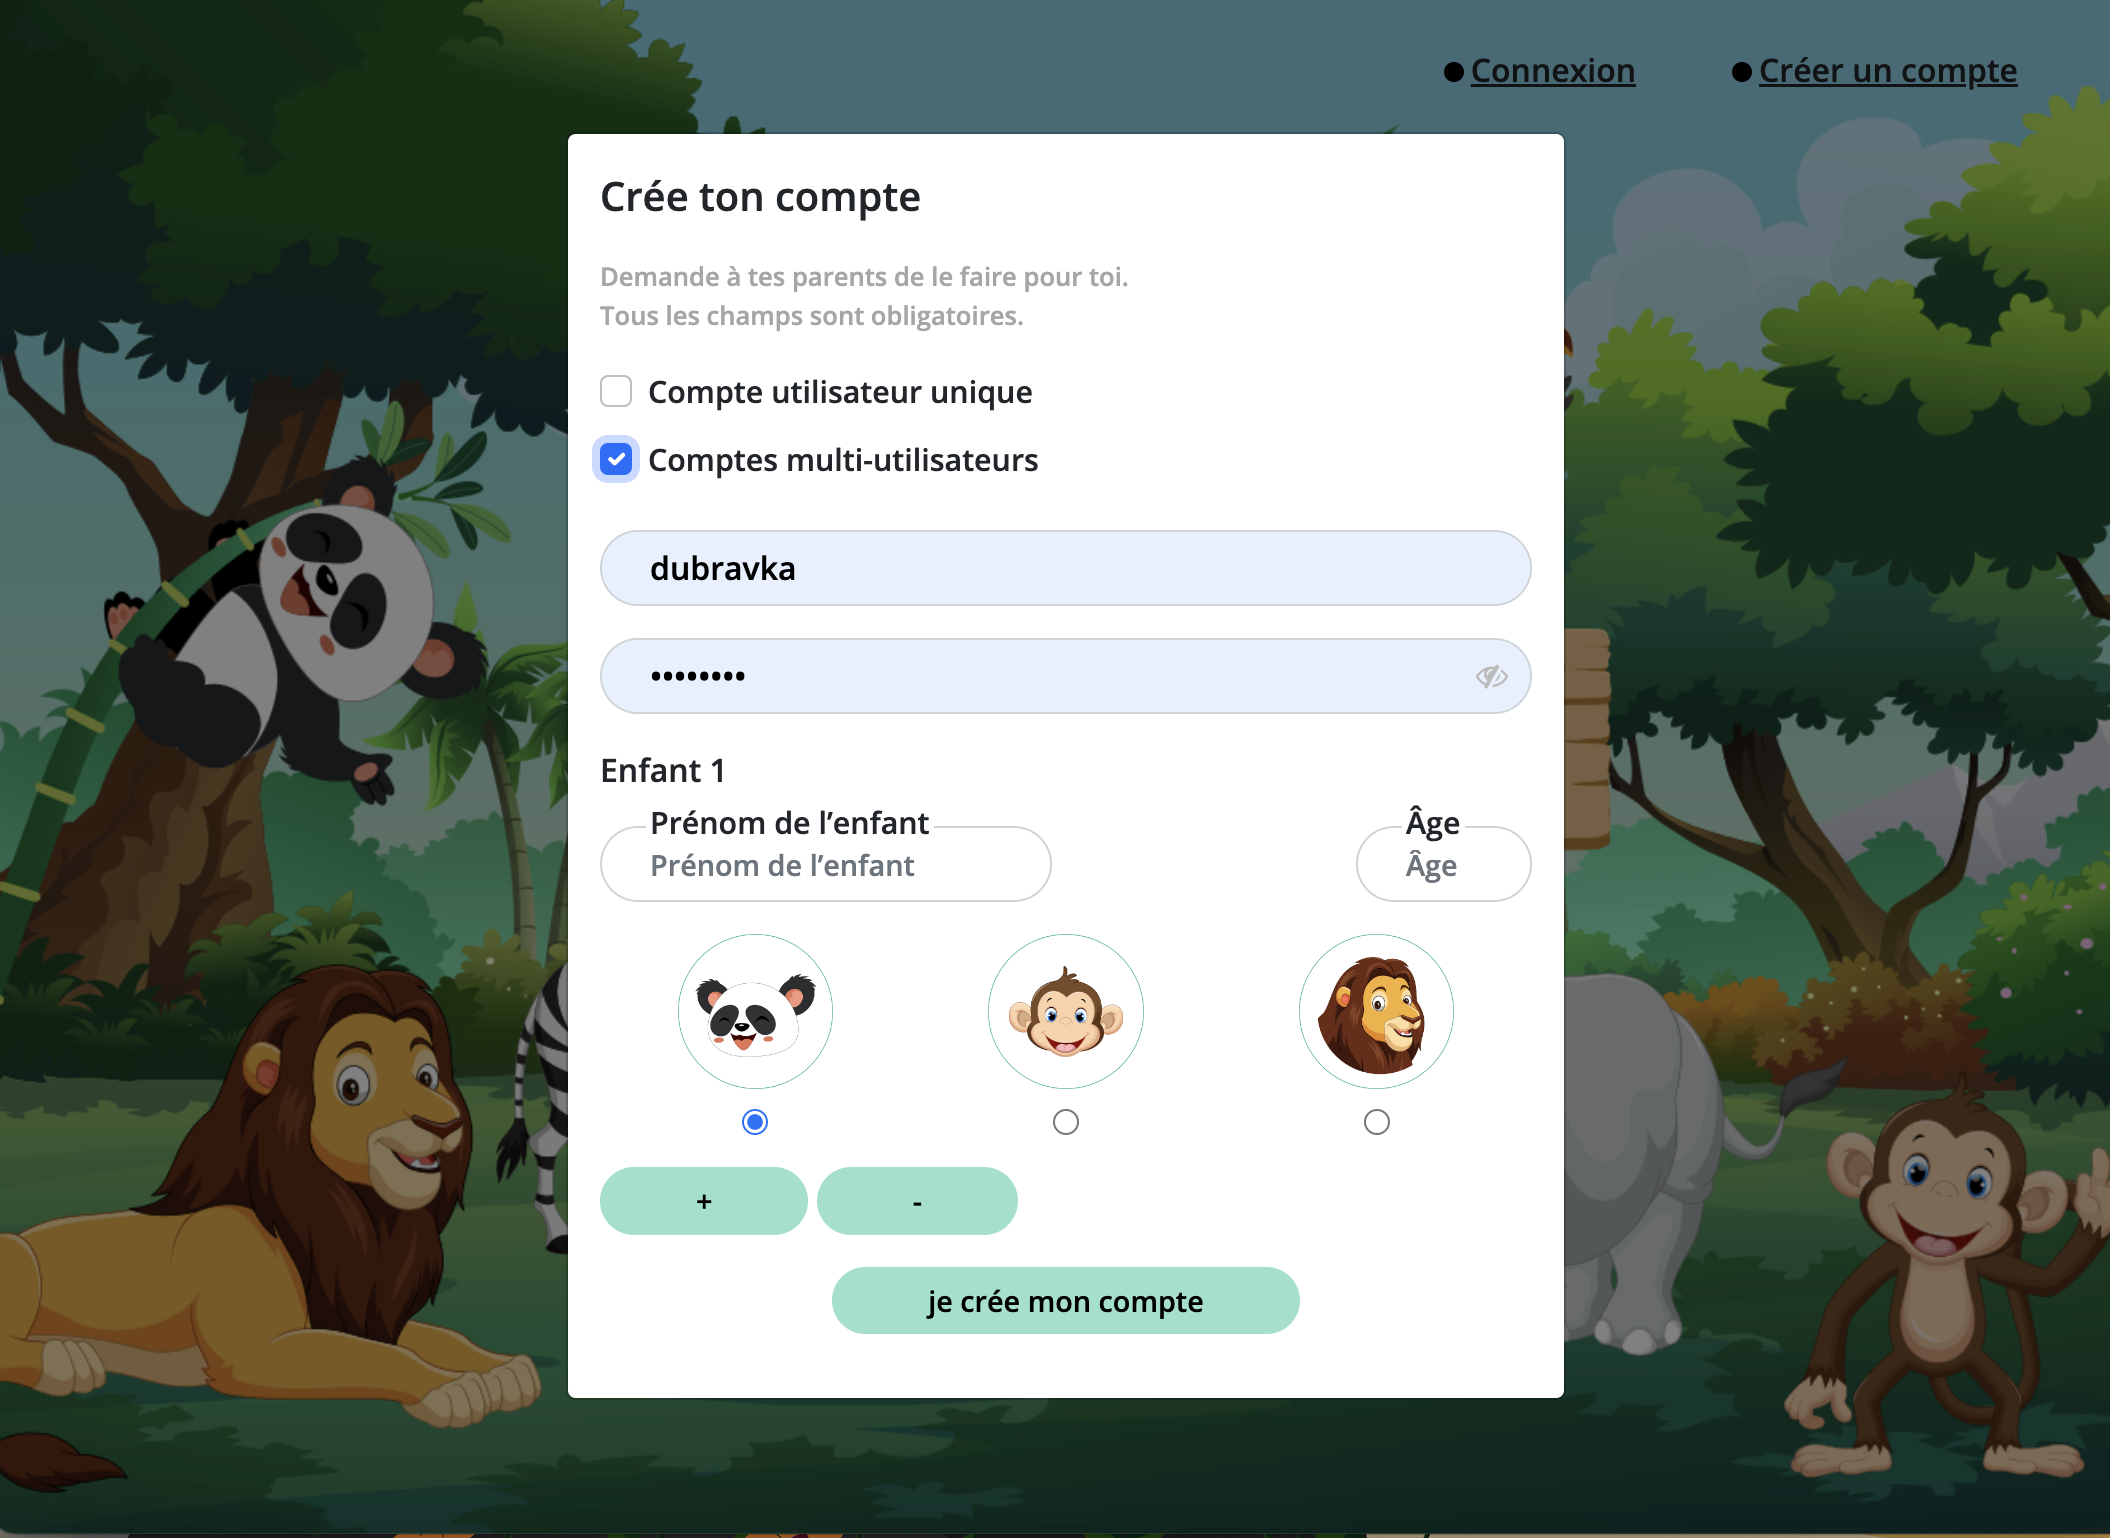 Connexion
Créer un compte
Crée ton compte
Demande à tes parents de le faire pour toi.
Tous les champs sont obligatoires.
Compte utilisateur unique
Comptes multi-utilisateurs
dubravka
••••••••
Enfant 1
Prénom de l’enfant
Prénom de l’enfant
Âge
Âge
+
-
je crée mon compte